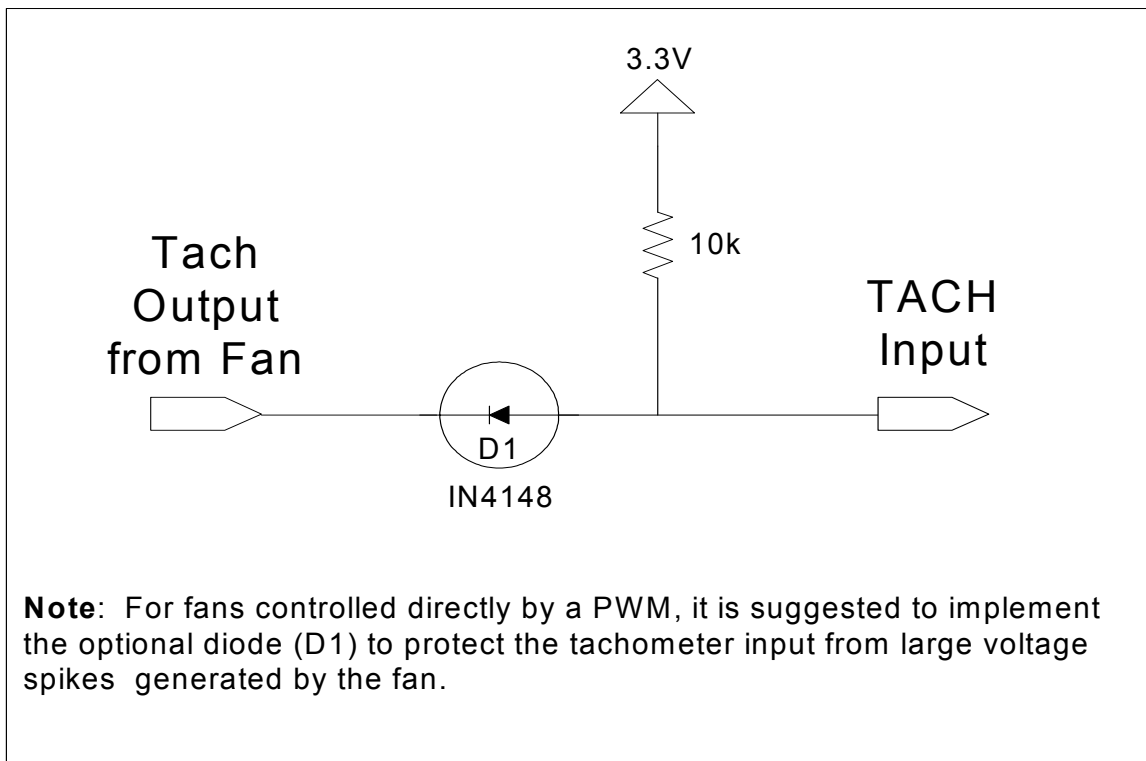 3.3V
10k
Tach
Output
from Fan
TACH
Input
D1
IN4148
Note: For fans controlled directly by a PWM, it is suggested to implement
the optional diode (D1) to protect the tachometer input from large voltage
spikes generated by the fan.